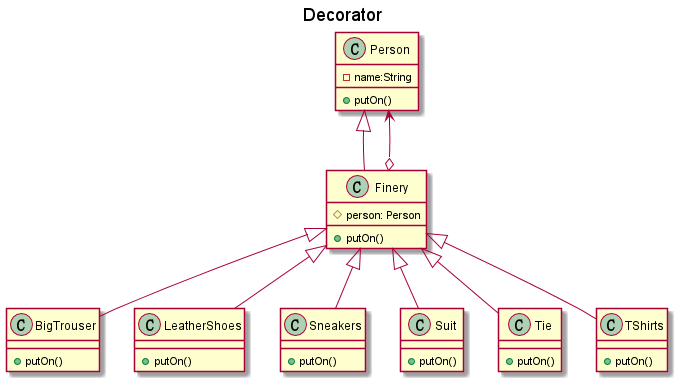 Decorator
C Person
name:String
putOn()
C Finery
person: Person
putOn()
C BigTrouser
putOn()
C LeatherShoes
putOn()
C Sneakers
putOn()
C Suit
putOn()
C Tie
putOn()
C TShirts
putOn()